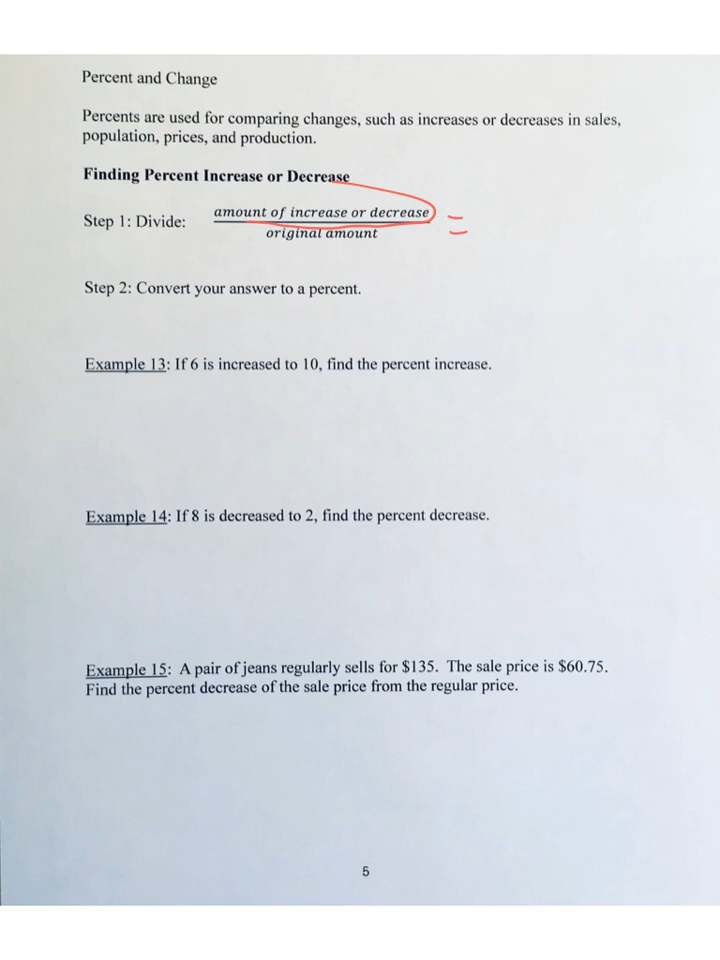 Percent and Change
Percents are used for comparing changes, such as increases or decreases in sales,
population, prices, and production.
Finding Percent Increase or Decrease
Step 1: Divide: amount of increase or decrease =
original amount
Step 2: Convert your answer to a percent.
Example 13: If 6 is increased to 10, find the percent increase.
Example 14: If 8 is decreased to 2, find the percent decrease.
Example 15: A pair of jeans regularly sells for $135. The sale price is $60.75.
Find the percent decrease of the sale price from the regular price.
5